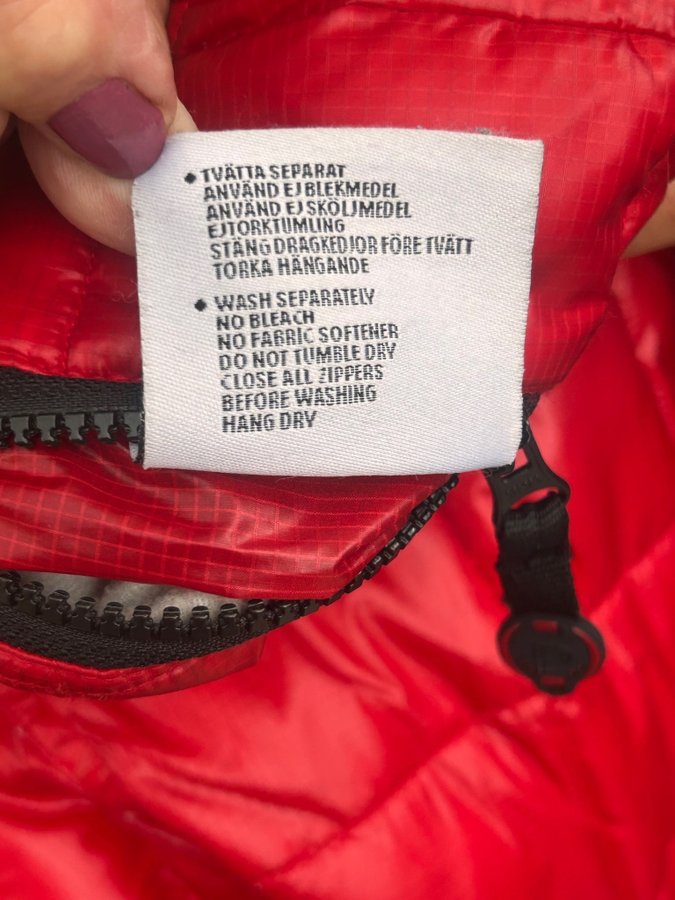 • TVÄTTA SEPARAT
ANVÄND EJ BLEKMEDEL
ANVÄND EJ SKÖLJMEDEL
EJ TORKTUMLING
STÄNG DRAGKEDJOR FÖRE TVÄTT
TORKA HÄNGANDE
• WASH SEPARATELY
NO BLEACH
NO FABRIC SOFTENER
DO NOT TUMBLE DRY
CLOSE ALL ZIPPERS
BEFORE WASHING
HANG DRY